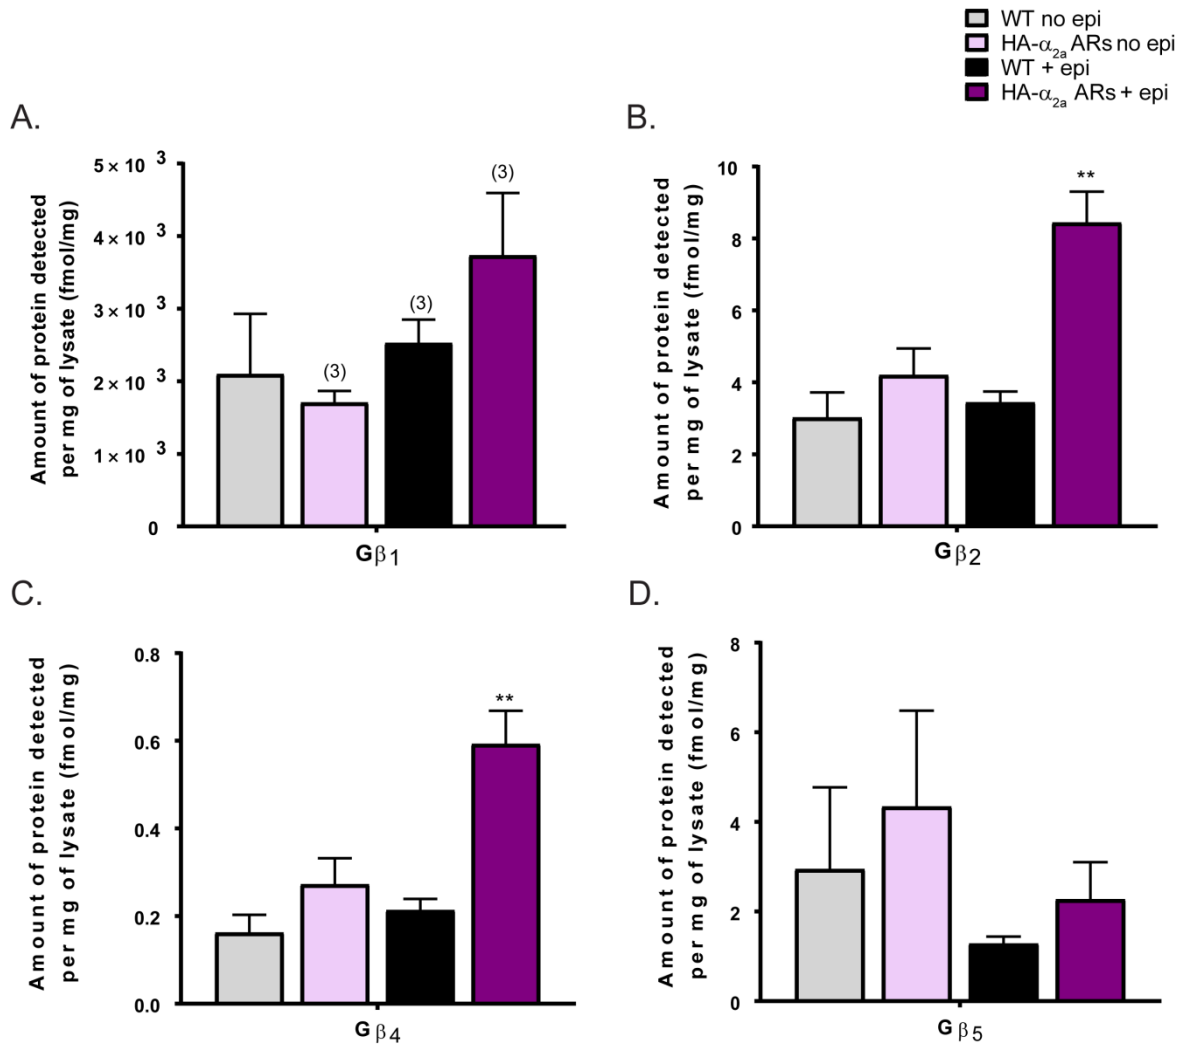 WT no epi
HA-α2a ARs no epi
WT + epi
HA-α2a ARs + epi
A.
Amount of protein detected
per mg of lysate (fmol/mg)
5 × 10 3
4 × 10 3
3 × 10 3
2 × 10 3
1 × 10 3
0
(3)
(3)
(3)
Gβ1
B.
Amount of protein detected
per mg of lysate (fmol/mg)
10
8
6
4
2
0
**
Gβ2
C.
Amount of protein detected
per mg of lysate (fmol/mg)
0.8
0.6
0.4
0.2
0.0
**
Gβ4
D.
Amount of protein detected
per mg of lysate (fmol/mg)
8
6
4
2
0
Gβ5